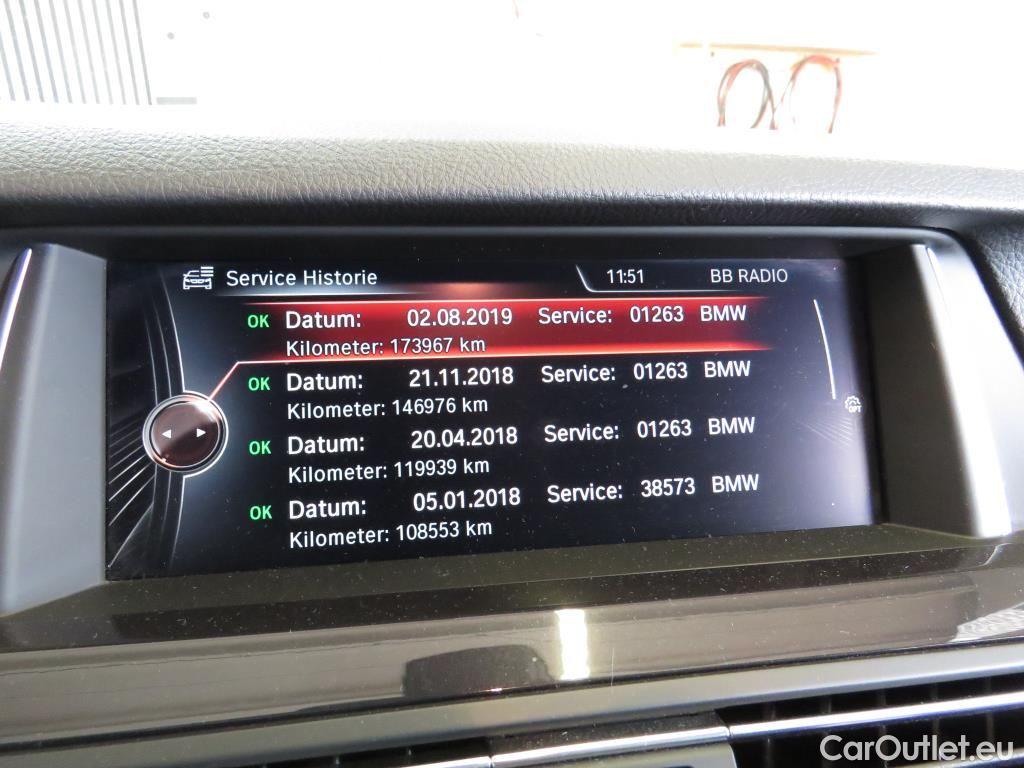 Service Historie 11:51 BB RADIO
OK Datum: 02.08.2019 Service: 01263 BMW
Kilometer: 173967 km
OK Datum: 21.11.2018 Service: 01263 BMW
Kilometer: 146976 km
OK Datum: 20.04.2018 Service: 01263 BMW
Kilometer: 119939 km
OPT
OK Datum: 05.01.2018 Service: 38573 BMW
Kilometer: 108553 km
CarOutlet.eu